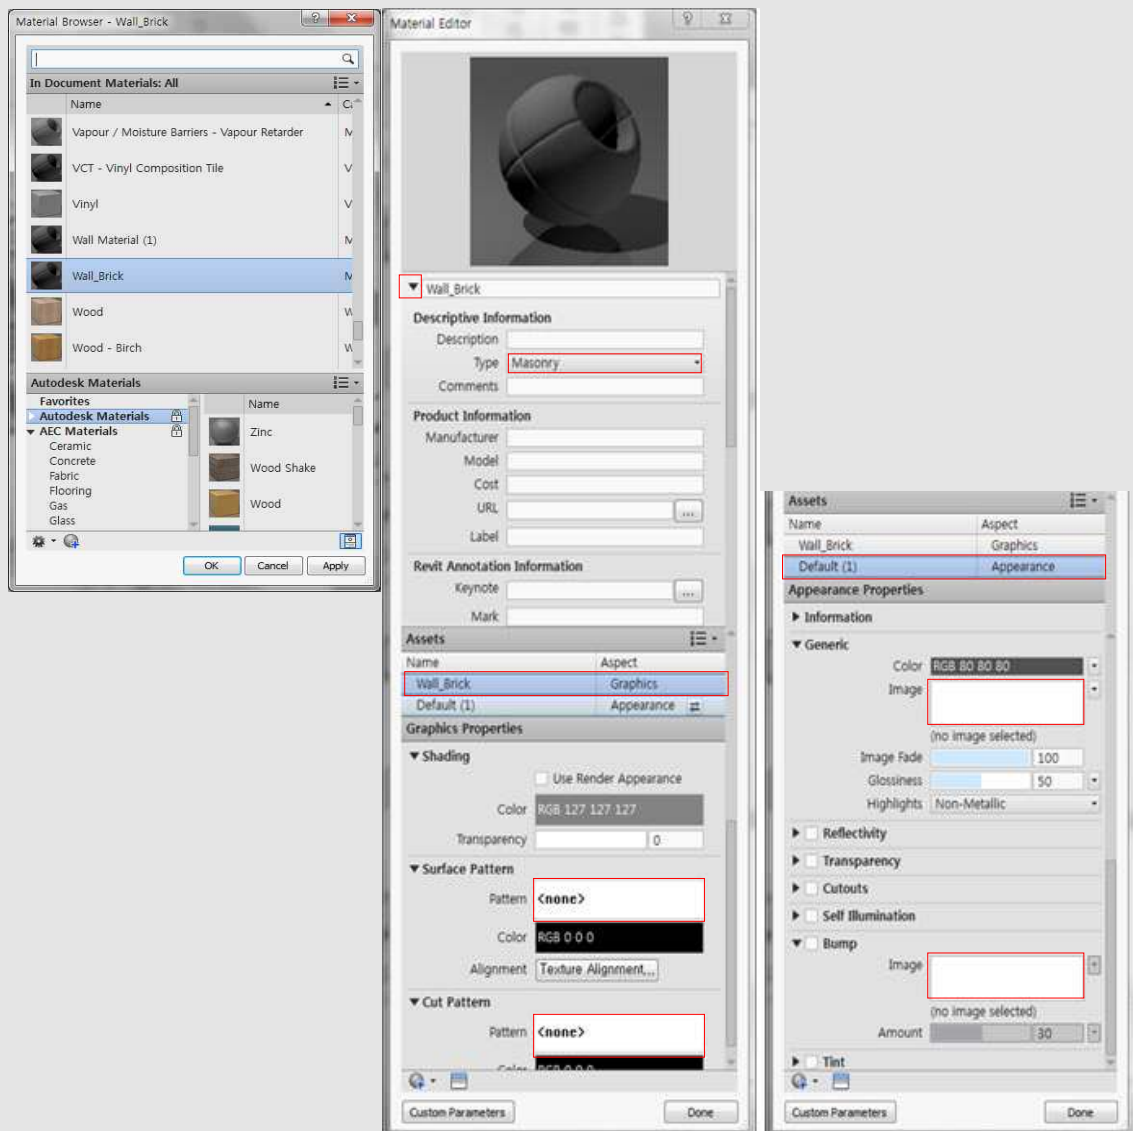 Material Browser - Wall_Brick
In Document Materials: All
Name
Vapour / Moisture Barriers - Vapour Retarder M
VCT - Vinyl Composition Tile V
Vinyl V
Wall Material (1) M
Wall_Brick M
Wood W
Wood - Birch W
Autodesk Materials
Favorites
Autodesk Materials
AEC Materials
Ceramic
Concrete
Fabric
Flooring
Gas
Glass
Name
Zinc
Wood Shake
Wood
OK Cancel Apply
Material Editor
Wall_Brick
Descriptive Information
Description
Type Masonry
Comments
Product Information
Manufacturer
Model
Cost
URL ...
Label
Revit Annotation Information
Keynote ...
Mark
Assets
Name Aspect
Wall_Brick Graphics
Default (1) Appearance
Graphics Properties
Shading
Use Render Appearance
Color RGB 127 127 127
Transparency 0
Surface Pattern
Pattern <none>
Color RGB 0 0 0
Alignment Texture Alignment...
Cut Pattern
Pattern <none>
Color RGB 0 0 0
Custom Parameters Done
Assets
Name Aspect
Wall_Brick Graphics
Default (1) Appearance
Appearance Properties
Information
Generic
Color RGB 80 80 80
Image
(no image selected)
Image Fade 100
Glossiness 50
Highlights Non-Metallic
Reflectivity
Transparency
Cutouts
Self Illumination
Bump
Image
(no image selected)
Amount 30
Tint
Custom Parameters Done